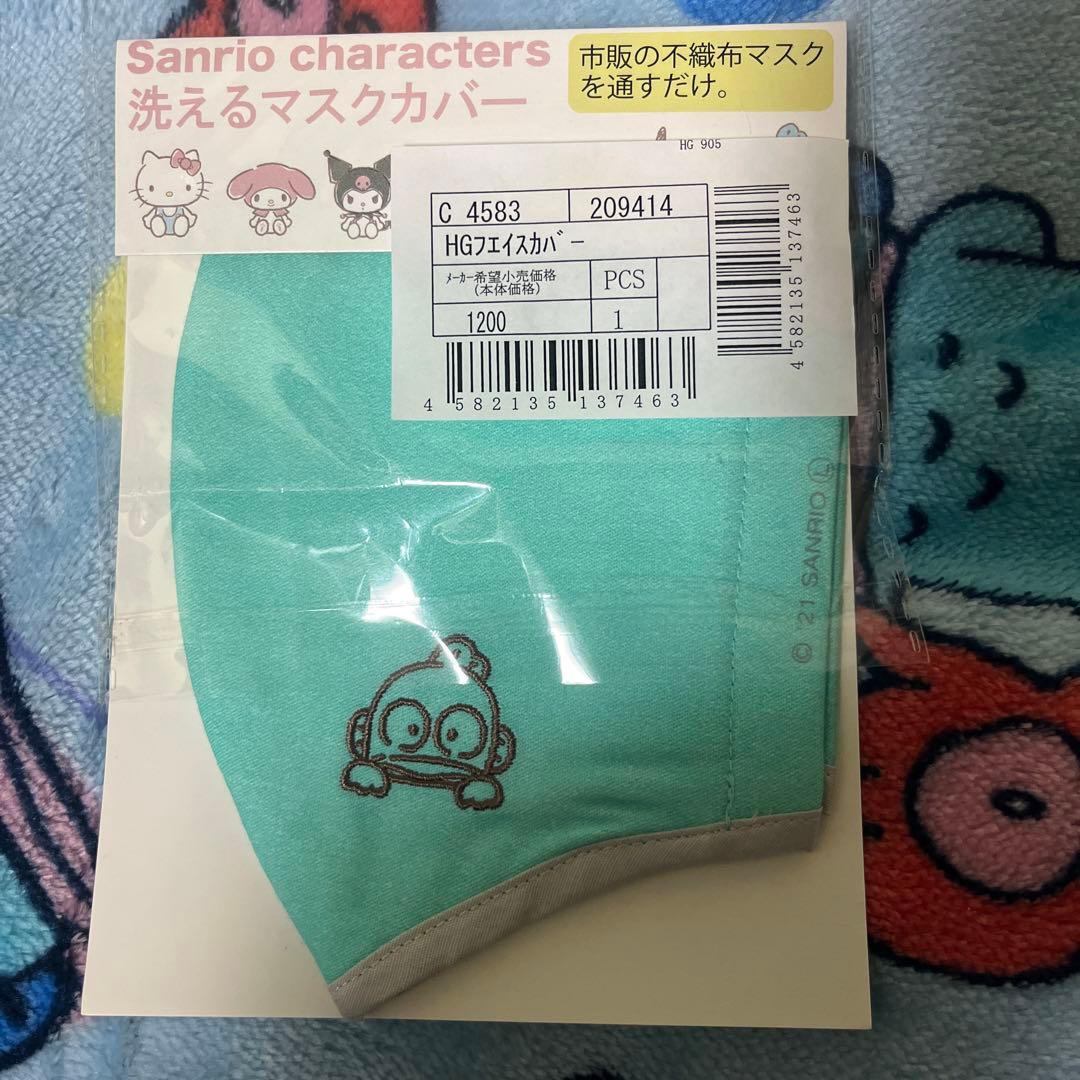 Sanrio characters
洗えるマスクカバー
市販の不織布マスク
を通すだけ。
HG 905
C 4583 209414
HGフエイスカバ゛ー
メーカー希望小売価格
(本体価格)
PCS
1200 1
4 582135 137463
4 582135 137463
© 21 SANRIO Ⓛ